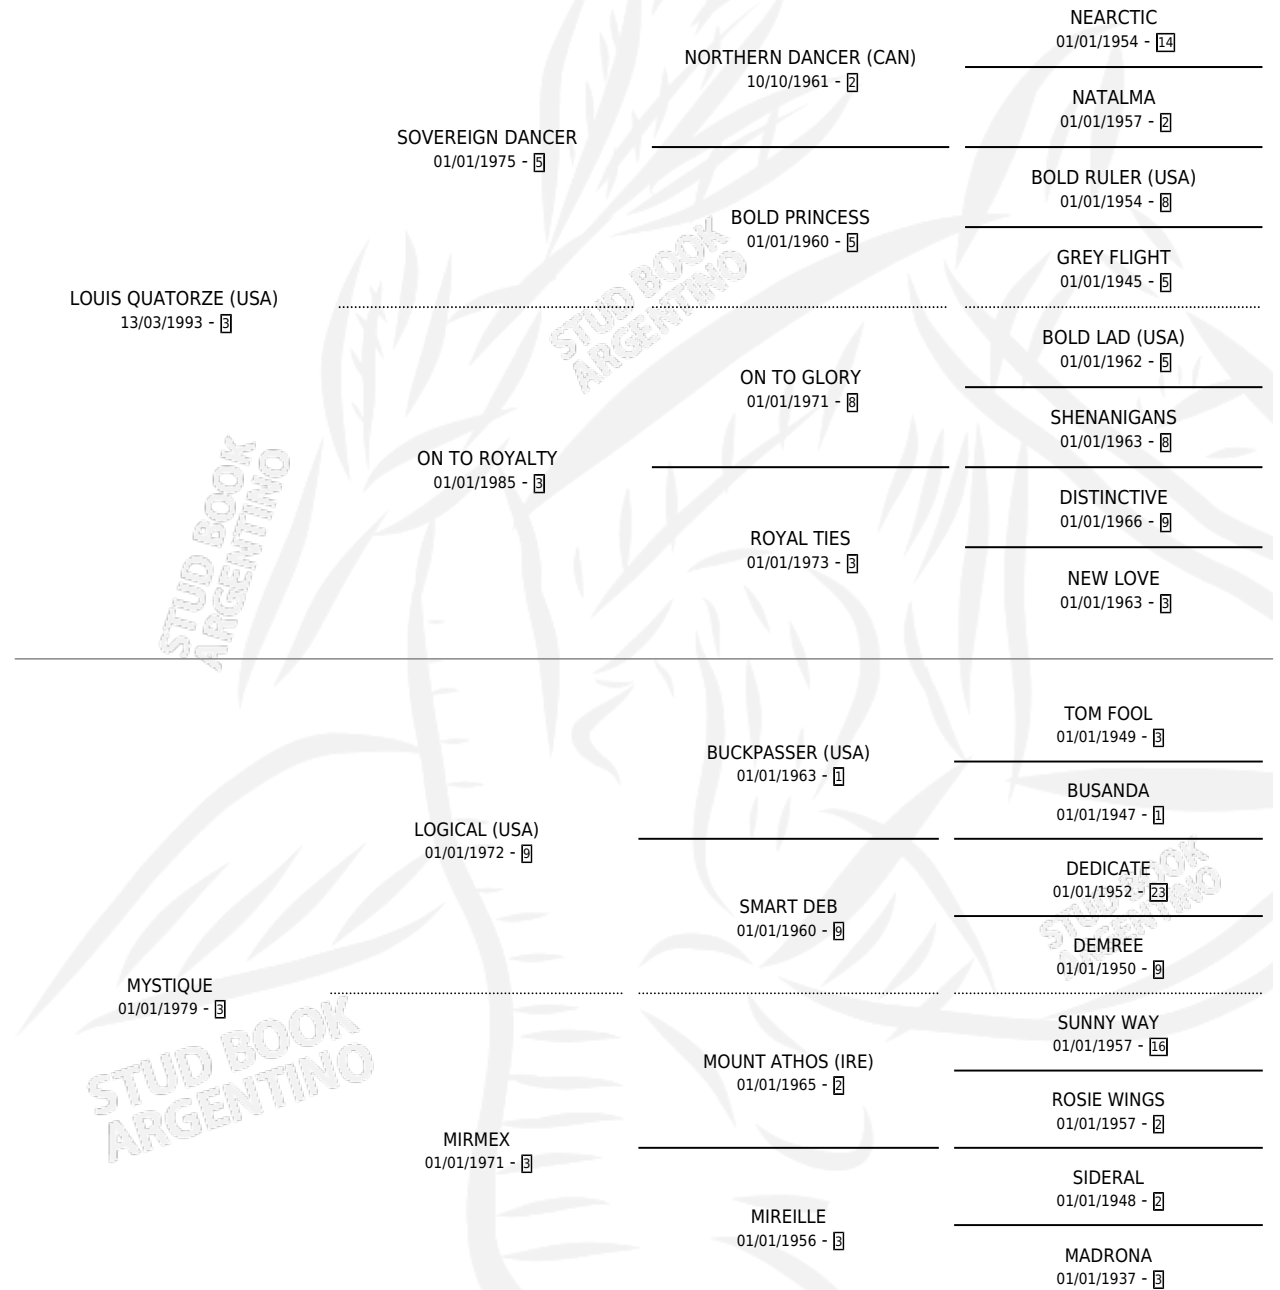 NEARCTIC
01/01/1954 - 14
NORTHERN DANCER (CAN)
10/10/1961 - 2
NATALMA
01/01/1957 - 2
SOVEREIGN DANCER
01/01/1975 - 5
BOLD RULER (USA)
01/01/1954 - 8
BOLD PRINCESS
01/01/1960 - 5
GREY FLIGHT
01/01/1945 - 5
LOUIS QUATORZE (USA)
13/03/1993 - 3
STUD BOOK
ARGENTINO
BOLD LAD (USA)
01/01/1962 - 5
ON TO GLORY
01/01/1971 - 8
SHENANIGANS
01/01/1963 - 8
ON TO ROYALTY
01/01/1985 - 3
DISTINCTIVE
01/01/1966 - 9
ROYAL TIES
01/01/1973 - 3
NEW LOVE
01/01/1963 - 3
STUD BOOK
ARGENTINO
TOM FOOL
01/01/1949 - 3
BUCKPASSER (USA)
01/01/1963 - 1
BUSANDA
01/01/1947 - 1
LOGICAL (USA)
01/01/1972 - 9
DEDICATE
01/01/1952 - 23
SMART DEB
01/01/1960 - 9
DEMREE
01/01/1950 - 9
STUD BOOK
ARGENTINO
MYSTIQUE
01/01/1979 - 3
SUNNY WAY
01/01/1957 - 16
MOUNT ATHOS (IRE)
01/01/1965 - 2
ROSIE WINGS
01/01/1957 - 2
STUD BOOK
ARGENTINO
MIRMEX
01/01/1971 - 3
SIDERAL
01/01/1948 - 2
MIREILLE
01/01/1956 - 3
MADRONA
01/01/1937 - 3